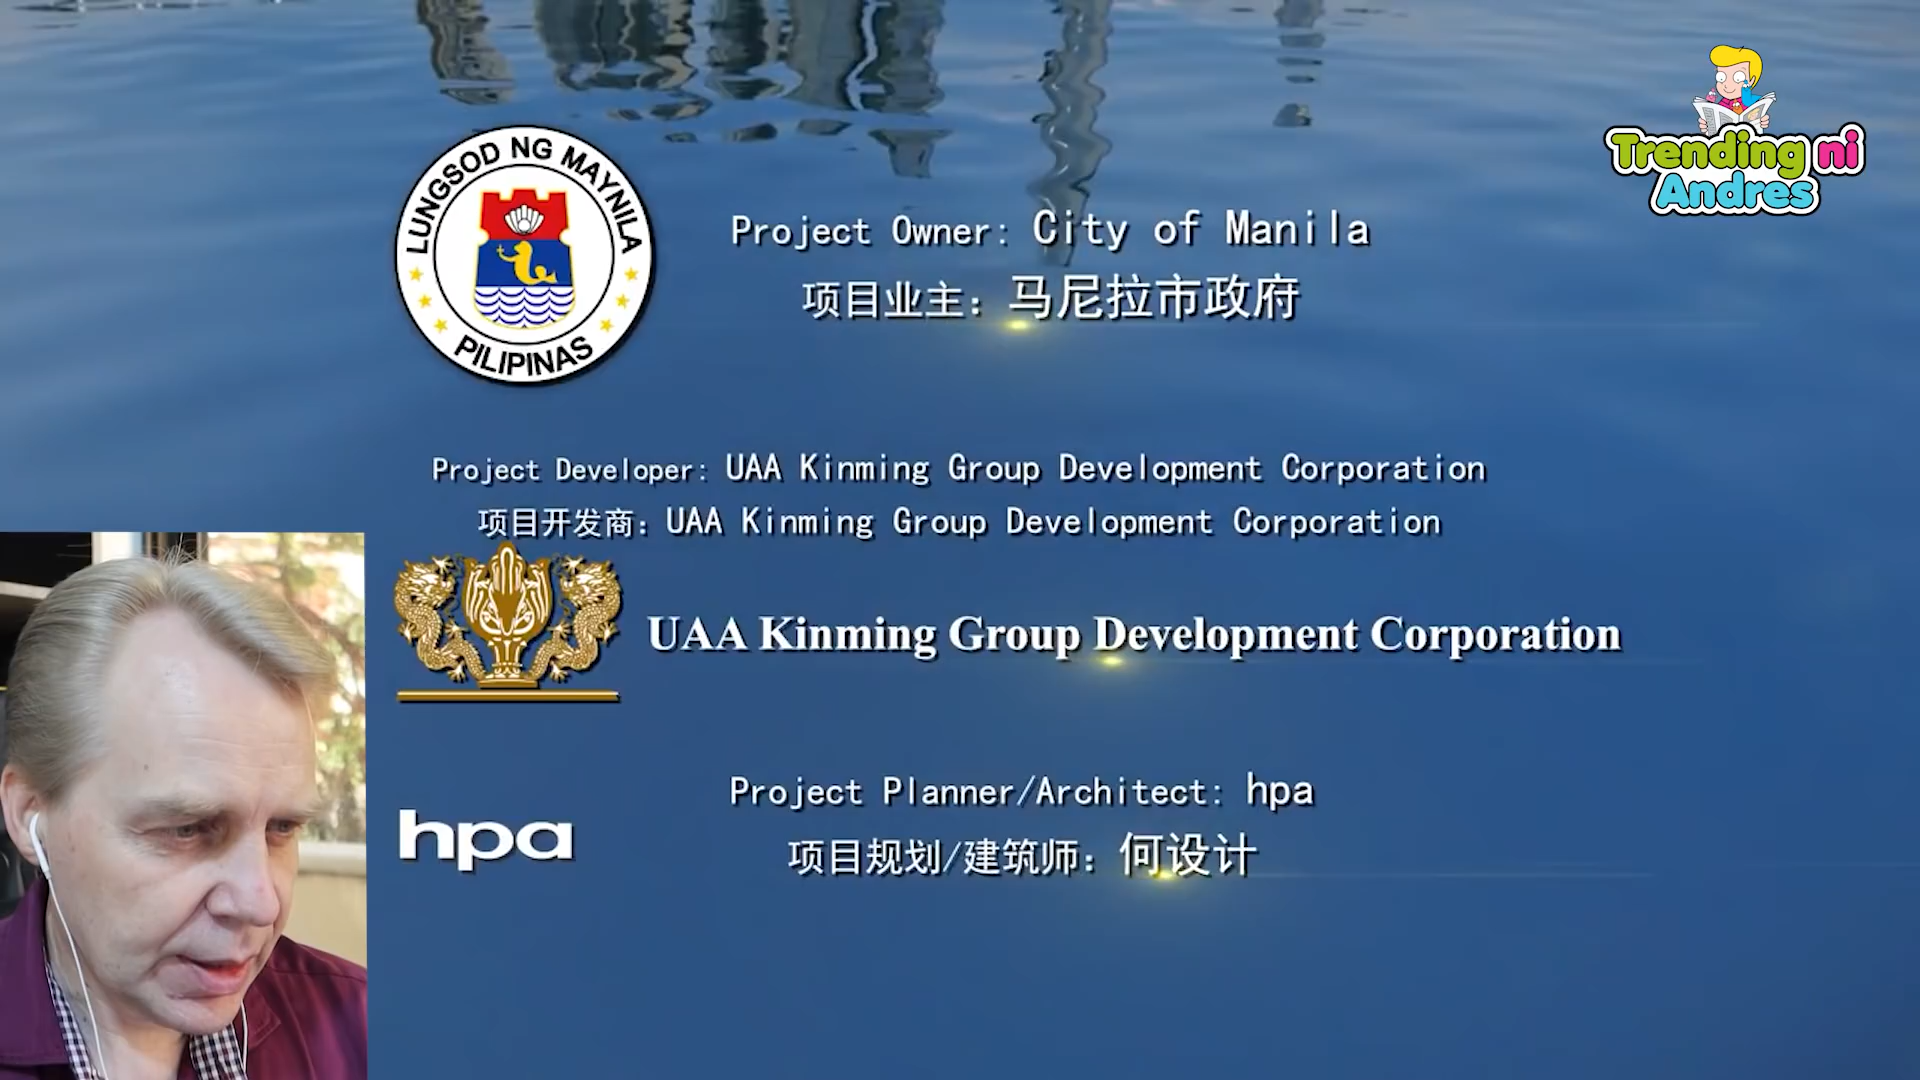 Trending ni
Andres
LUNGSOD NG MAYNILA
PILIPINAS
Project Owner: City of Manila
项目业主：马尼拉市政府
Project Developer: UAA Kinming Group Development Corporation
项目开发商：UAA Kinming Group Development Corporation
UAA Kinming Group Development Corporation
hpa
Project Planner/Architect: hpa
项目规划/建筑师：何设计